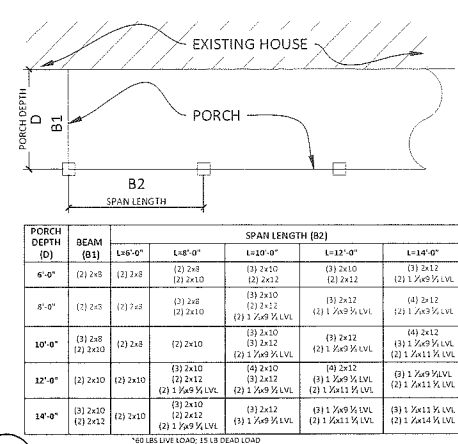 EXISTING HOUSE
PORCH DEPTH
D
B1
PORCH
B2
SPAN LENGTH
PORCH DEPTH (D) BEAM (B1) SPAN LENGTH (B2)
L=6'-0" L=8'-0" L=10'-0" L=12'-0" L=14'-0"
6'-0" (2) 2x8 (2) 2x8 (2) 2x8 (3) 2x10 (3) 2x10 (3) 2x12
(2) 2x10 (2) 2x12 (2) 2x12 (2) 1 ¾x9 ¼ LVL
8'-0" (2) 2x8 (2) 2x8 (3) 2x8 (3) 2x10 (3) 2x12 (4) 2x12
(2) 2x10 (2) 2x12 (2) 1 ¾x9 ¼ LVL (2) 1 ¾x9 ¼ LVL
(2) 1 ¾x9 ¼ LVL
10'-0" (3) 2x8 (2) 2x8 (2) 2x10 (3) 2x10 (3) 2x12 (4) 2x12
(2) 2x10 (3) 2x12 (2) 1 ¾x9 ¼ LVL (3) 1 ¾x9 ¼ LVL
(2) 1 ¾x9 ¼ LVL (2) 1 ¾x11 ¼ LVL
12'-0" (2) 2x10 (2) 2x10 (3) 2x10 (4) 2x10 (4) 2x12 (3) 1 ¾x9 ¼LVL
(2) 2x12 (3) 2x12 (3) 1 ¾x9 ¼ LVL (2) 1 ¾x11 ¼ LVL
(2) 1 ¾x9 ¼ LVL (2) 1 ¾x9 ¼ LVL (2) 1 ¾x11 ¼ LVL
14'-0" (3) 2x10 (2) 2x10 (3) 2x10 (3) 2x12 (3) 1 ¾x9 ¼ LVL (3) 1 ¾x11 ¼ LVL
(2) 2x12 (2) 2x12 (2) 1 ¾x9 ¼ LVL (2) 1 ¾x11 ¼ LVL (2) 1 ¾x14 ¼ LVL
(2) 1 ¾x9 ¼ LVL
*60 LBS LIVE LOAD; 15 LB DEAD LOAD